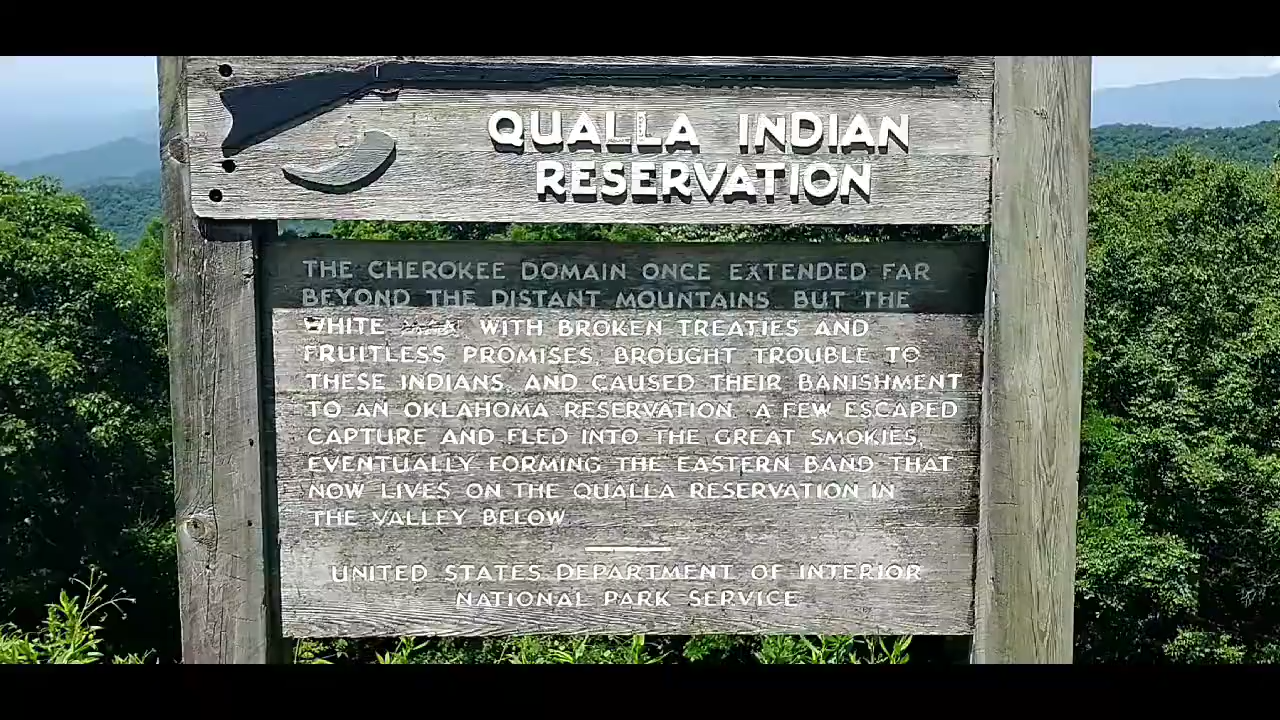 QUALLA INDIAN
RESERVATION
THE CHEROKEE DOMAIN ONCE EXTENDED FAR
BEYOND THE DISTANT MOUNTAINS, BUT THE
WHITE WITH BROKEN TREATIES AND
FRUITLESS PROMISES, BROUGHT TROUBLE TO
THESE INDIANS, AND CAUSED THEIR BANISHMENT
TO AN OKLAHOMA RESERVATION. A FEW ESCAPED
CAPTURE AND FLED INTO THE GREAT SMOKIES,
EVENTUALLY FORMING THE EASTERN BAND THAT
NOW LIVES ON THE QUALLA RESERVATION IN
THE VALLEY BELOW
UNITED STATES DEPARTMENT OF INTERIOR
NATIONAL PARK SERVICE